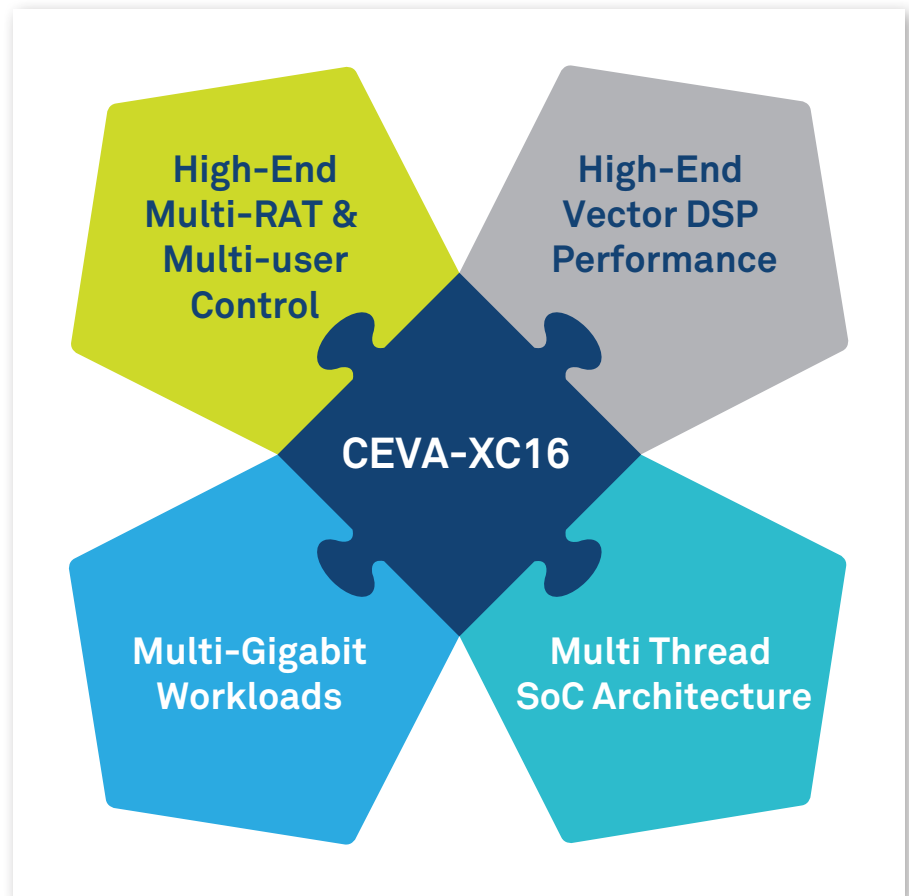 High-End
Multi-RAT &
Multi-user
Control
High-End
Vector DSP
Performance
CEVA-XC16
Multi-Gigabit
Workloads
Multi Thread
SoC Architecture